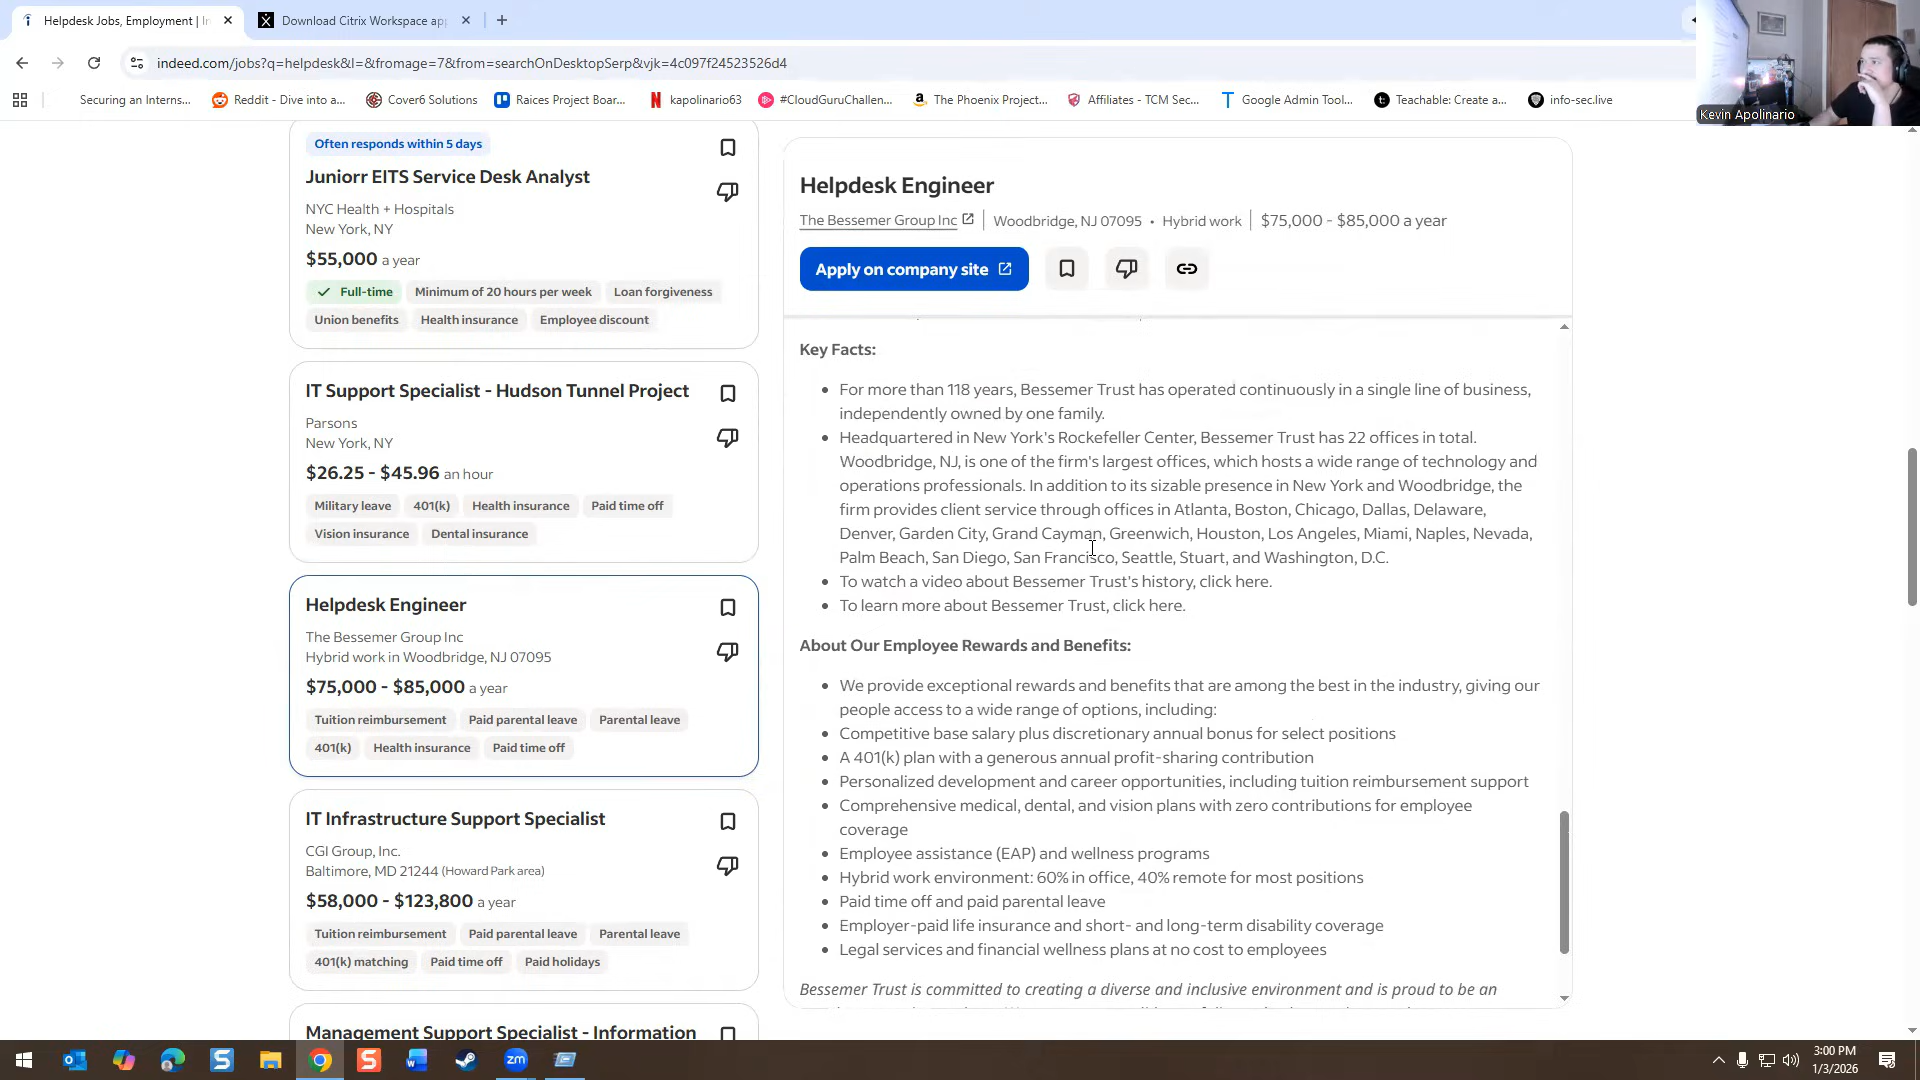 Helpdesk Jobs, Employment | In
Download Citrix Workspace app
indeed.com/jobs?q=helpdesk&l=&fromage=7&from=searchOnDesktopSerp&vjk=4c097f24523526d4
Securing an Interns...
Reddit - Dive into a...
Cover6 Solutions
Raices Project Boar...
kapolinario63
#CloudGuruChallen...
The Phoenix Project...
Affiliates - TCM Sec...
Google Admin Tool...
Teachable: Create a...
info-sec.live
Kevin Apolinario
Often responds within 5 days
Juniorr EITS Service Desk Analyst
NYC Health + Hospitals
New York, NY
$55,000 a year
Full-time
Minimum of 20 hours per week
Loan forgiveness
Union benefits
Health insurance
Employee discount
IT Support Specialist - Hudson Tunnel Project
Parsons
New York, NY
$26.25 - $45.96 an hour
Military leave
401(k)
Health insurance
Paid time off
Vision insurance
Dental insurance
Helpdesk Engineer
The Bessemer Group Inc
Hybrid work in Woodbridge, NJ 07095
$75,000 - $85,000 a year
Tuition reimbursement
Paid parental leave
Parental leave
401(k)
Health insurance
Paid time off
IT Infrastructure Support Specialist
CGI Group, Inc.
Baltimore, MD 21244 (Howard Park area)
$58,000 - $123,800 a year
Tuition reimbursement
Paid parental leave
Parental leave
401(k) matching
Paid time off
Paid holidays
Management Support Specialist - Information
Helpdesk Engineer
The Bessemer Group Inc
Woodbridge, NJ 07095 • Hybrid work
$75,000 - $85,000 a year
Apply on company site
Key Facts:
• For more than 118 years, Bessemer Trust has operated continuously in a single line of business,
independently owned by one family.
• Headquartered in New York's Rockefeller Center, Bessemer Trust has 22 offices in total.
Woodbridge, NJ, is one of the firm's largest offices, which hosts a wide range of technology and
operations professionals. In addition to its sizable presence in New York and Woodbridge, the
firm provides client service through offices in Atlanta, Boston, Chicago, Dallas, Delaware,
Denver, Garden City, Grand Cayman, Greenwich, Houston, Los Angeles, Miami, Naples, Nevada,
Palm Beach, San Diego, San Francisco, Seattle, Stuart, and Washington, D.C.
• To watch a video about Bessemer Trust's history, click here.
• To learn more about Bessemer Trust, click here.
About Our Employee Rewards and Benefits:
• We provide exceptional rewards and benefits that are among the best in the industry, giving our
people access to a wide range of options, including:
• Competitive base salary plus discretionary annual bonus for select positions
• A 401(k) plan with a generous annual profit-sharing contribution
• Personalized development and career opportunities, including tuition reimbursement support
• Comprehensive medical, dental, and vision plans with zero contributions for employee
coverage
• Employee assistance (EAP) and wellness programs
• Hybrid work environment: 60% in office, 40% remote for most positions
• Paid time off and paid parental leave
• Employer-paid life insurance and short- and long-term disability coverage
• Legal services and financial wellness plans at no cost to employees
Bessemer Trust is committed to creating a diverse and inclusive environment and is proud to be an
3:00 PM
1/3/2026